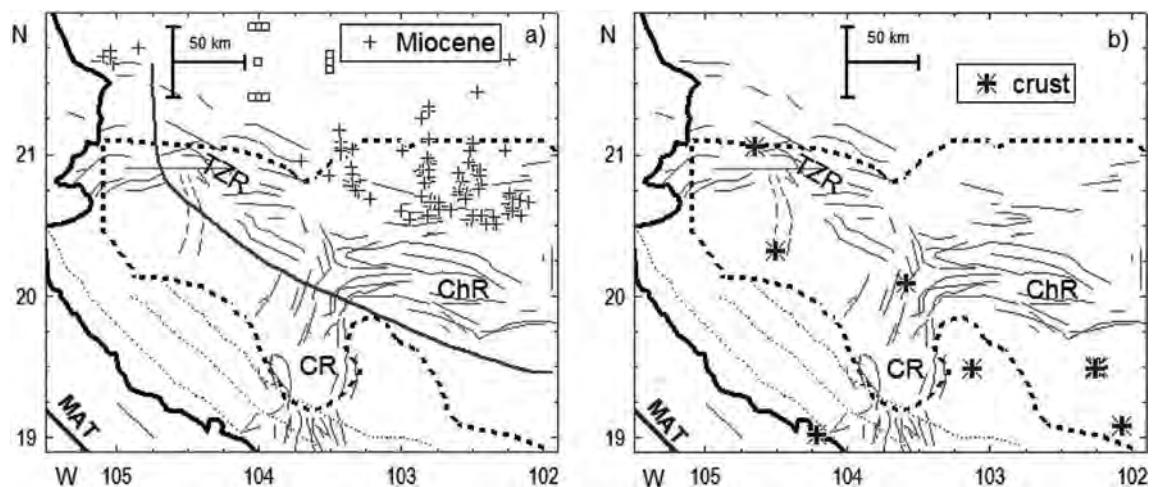 N
50 km
+ Miocene
a)
21
TZR
20
ChR
CR
MAT
19
W 105 104 103 102
50 km
b)
N
crust
21
TZR
20
ChR
CR
MAT
19
W 105 104 103 102